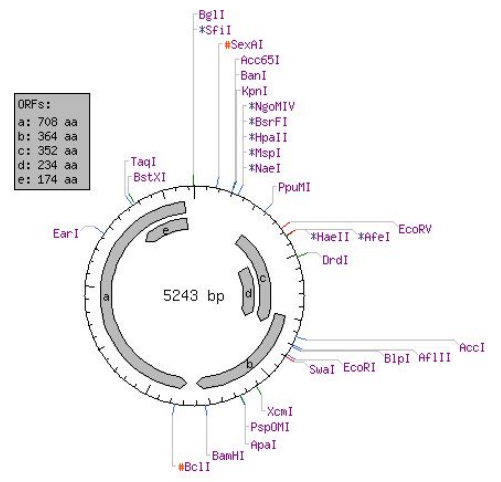 BglI
*SfiI
#SexAI
Acc65I
BanI
KpnI
*NgoMIV
*BsrFI
*HpaII
*MspI
*NaeI
PpuMI
ORFs:
a: 708 aa
b: 364 aa
c: 352 aa
d: 234 aa
e: 174 aa
TaqI
BstXI
EarI
EcoRV
*HaeII *AfeI
DrdI
e
c
a
5243 bp
d
b
AccI
BlpI AflII
SwaI EcoRI
XcmI
PspOMI
ApaI
BamHI
#BclI